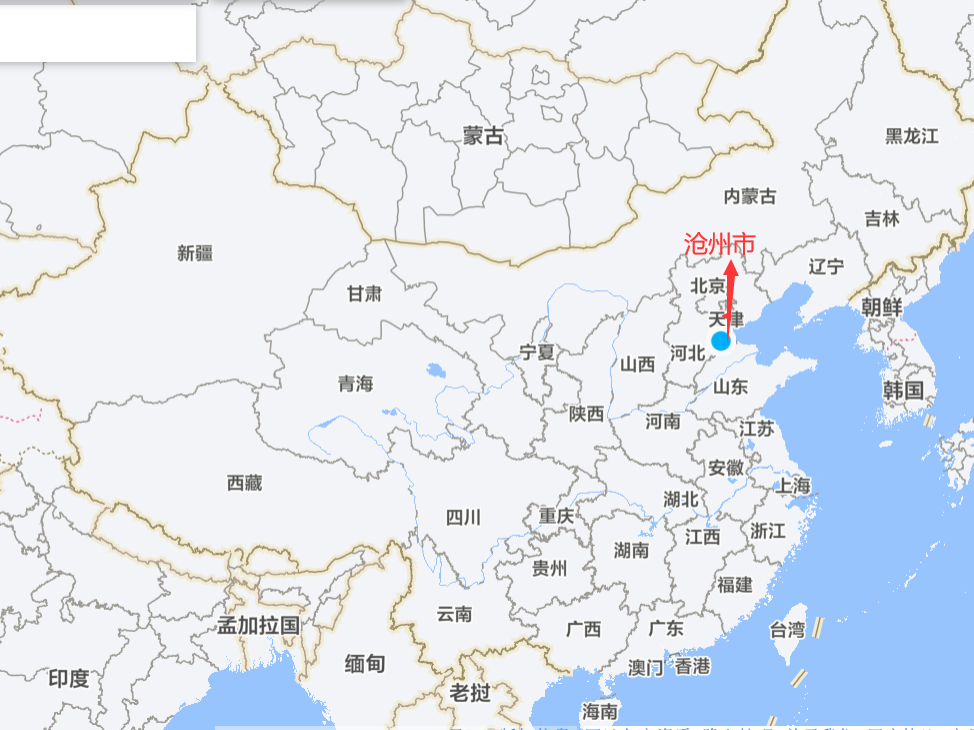 蒙古
黑龙江
内蒙古
吉林
沧州市
新疆
辽宁
北京
甘肃
朝鲜
天津
宁夏
河北
山西
青海
山东
韩国
陕西
河南
江苏
安徽
西藏
上海
湖北
四川
重庆
浙江
江西
湖南
贵州
福建
云南
孟加拉国
广西
广东
台湾
缅甸
澳门
香港
印度
老挝
海南